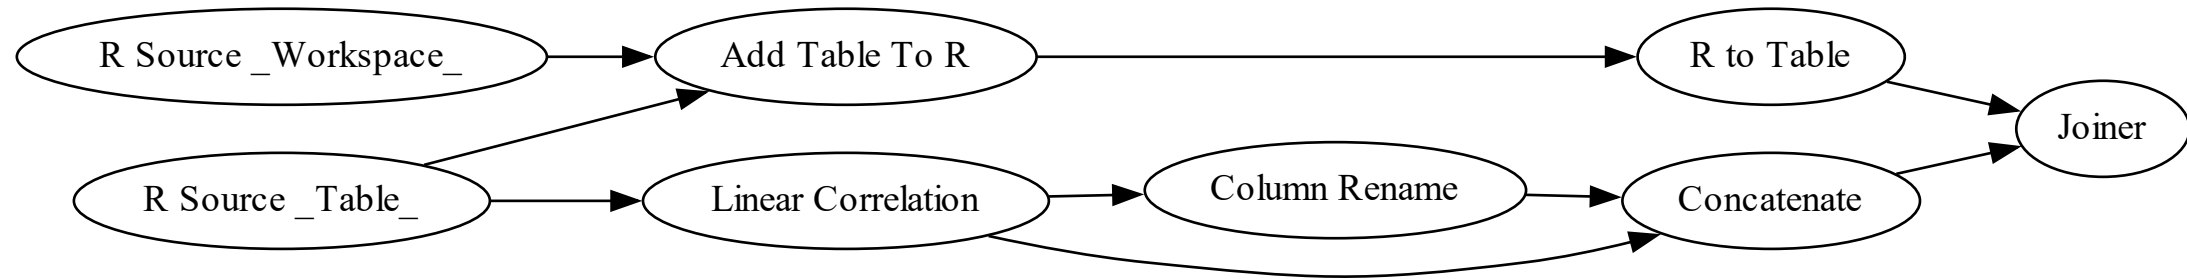 R Source _Workspace_
Add Table To R
R to Table
Joiner
R Source _Table_
Linear Correlation
Column Rename
Concatenate